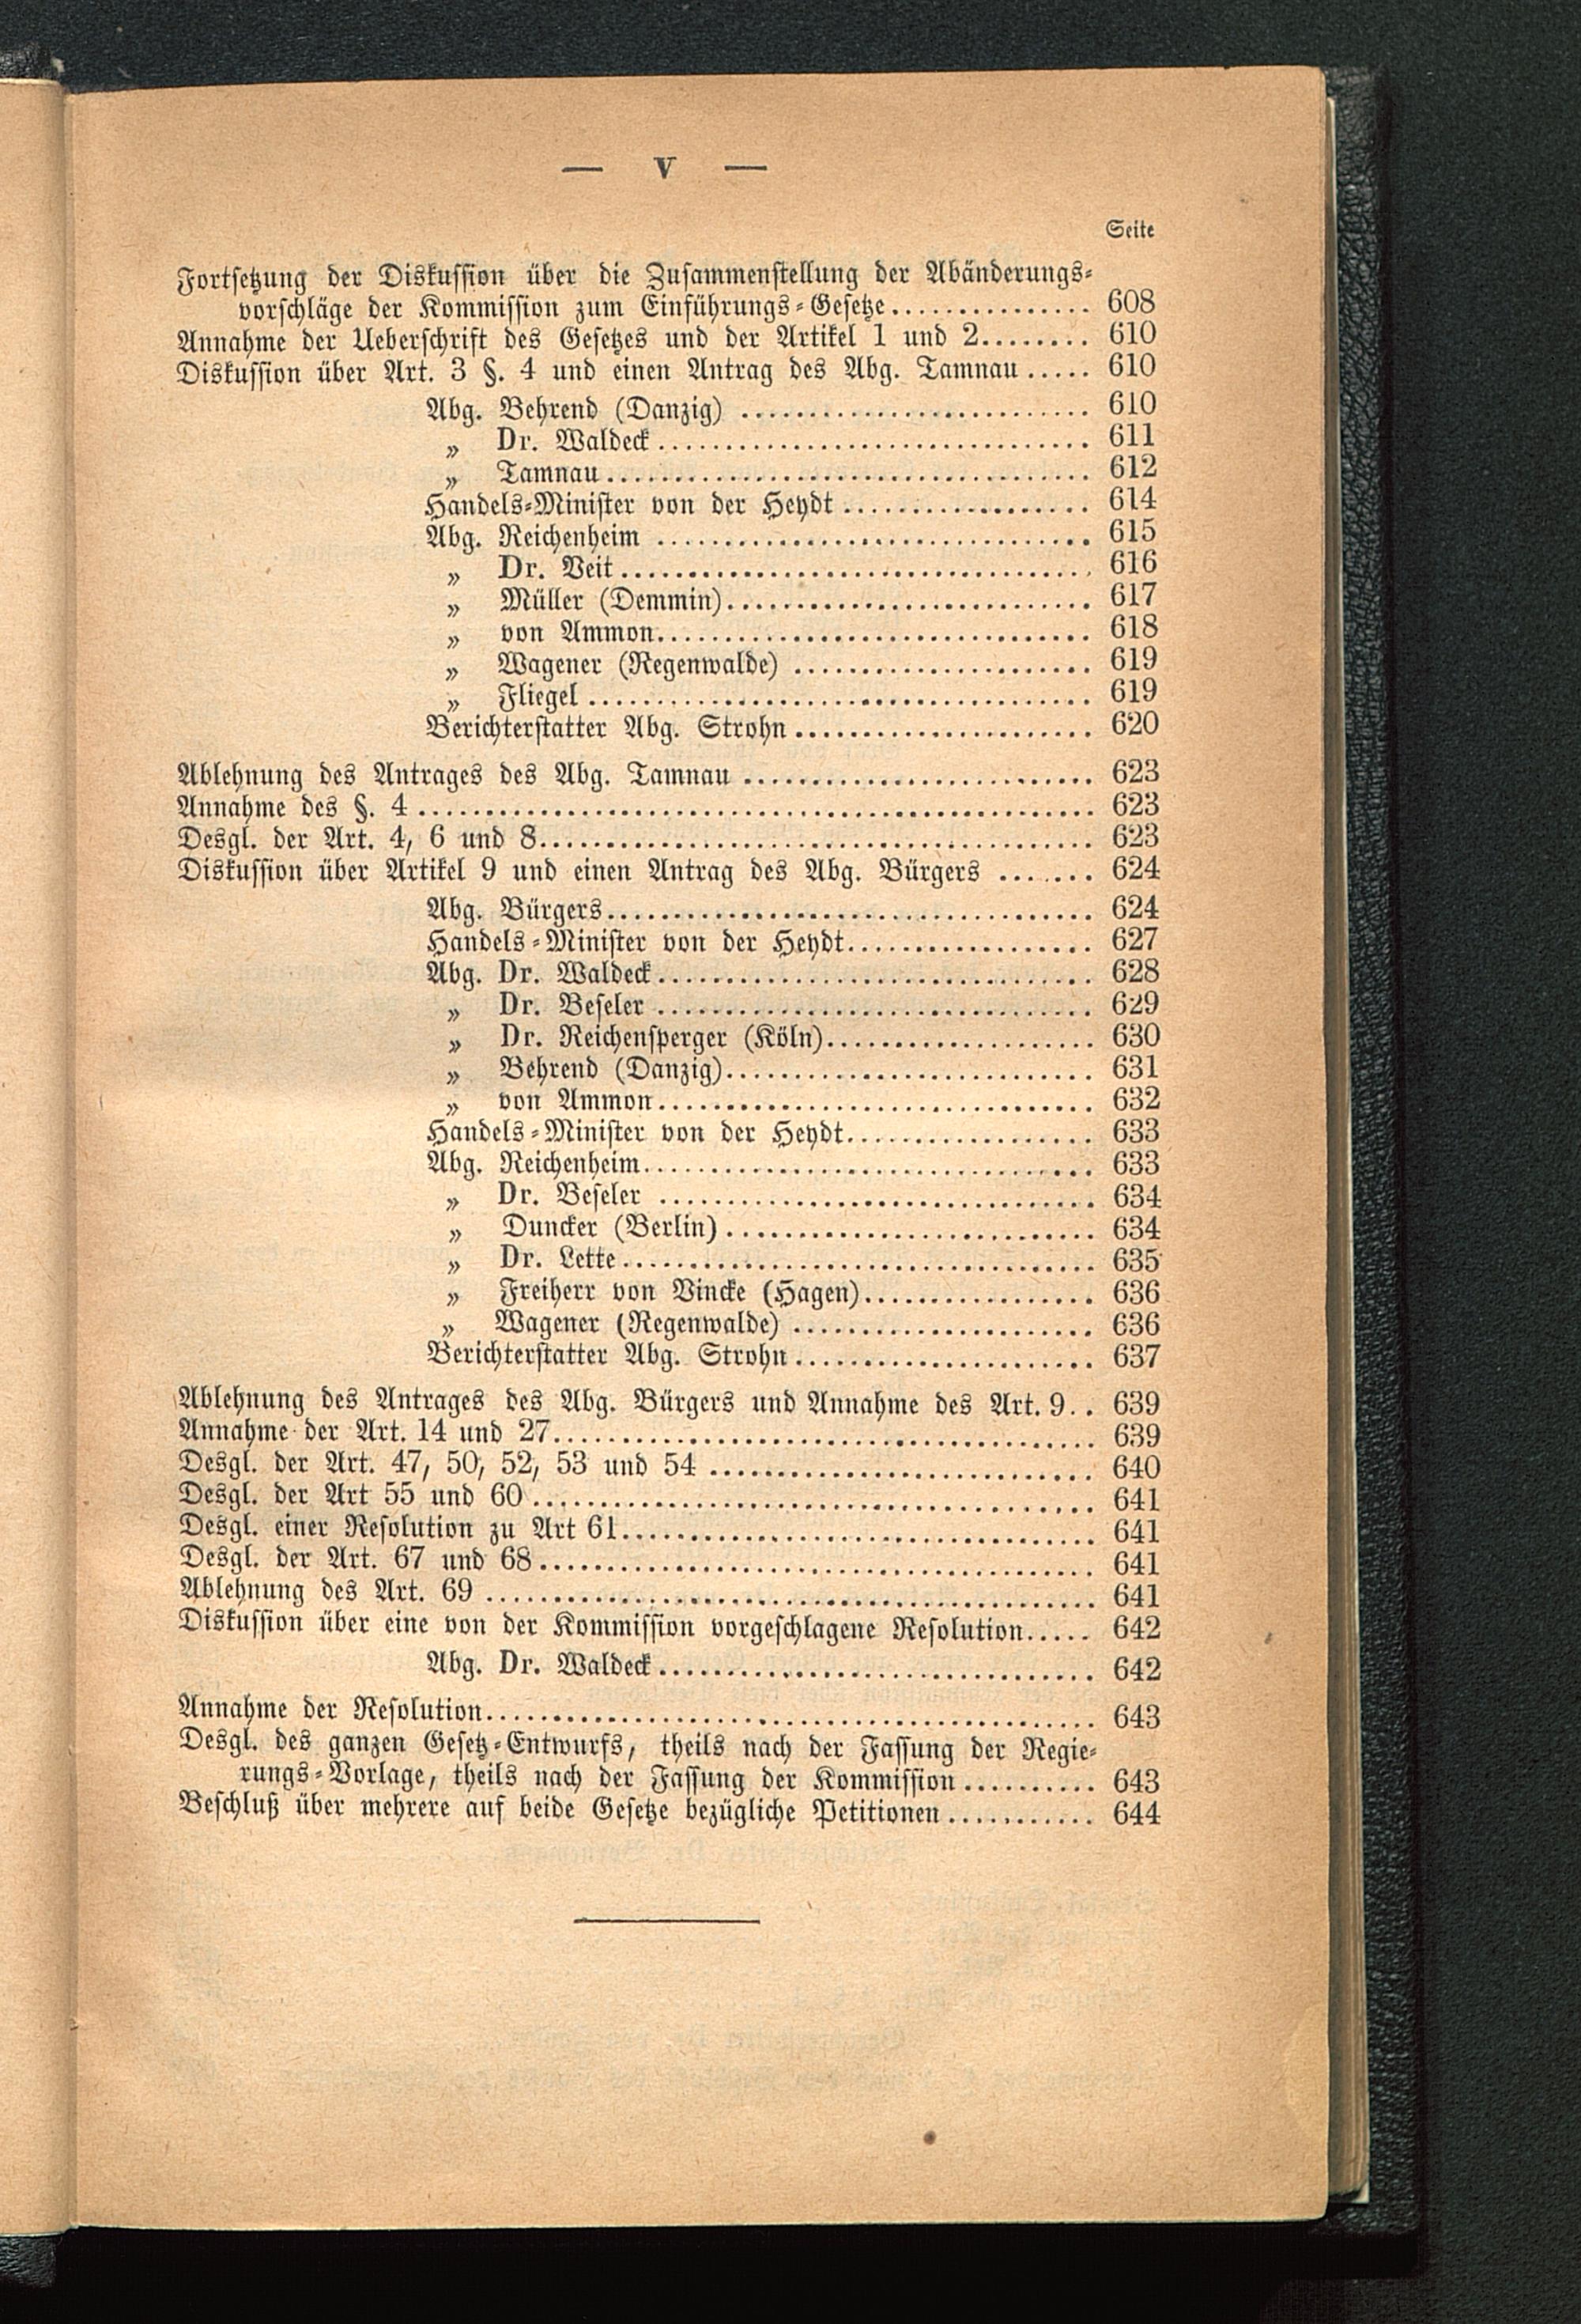 — V —
Seite
Fortsetzung der Diskussion über die Zusammenstellung der Abänderungs-
vorschläge der Kommission zum Einführungs-Gesetze............... 608
Annahme der Ueberschrift des Gesetzes und der Artikel 1 und 2........ 610
Diskussion über Art. 3 §. 4 und einen Antrag des Abg. Tamnau..... 610
Abg. Behrend (Danzig) .......................... 610
„ Dr. Waldeck................................ 611
„ Tamnau.................................... 612
Handels-Minister von der Heydt .................. 614
Abg. Reichenheim ................................ 615
„ Dr. Veit................................... 616
„ Müller (Demmin)........................... 617
„ von Ammon................................ 618
„ Wagener (Regenwalde) ...................... 619
„ Fliegel ..................................... 619
Berichterstatter Abg. Strohn ...................... 620
Ablehnung des Antrages des Abg. Tamnau .......................... 623
Annahme des §. 4 .................................................. 623
Desgl. der Art. 4, 6 und 8......................................... 623
Diskussion über Artikel 9 und einen Antrag des Abg. Bürgers ....... 624
Abg. Bürgers.................................... 624
Handels-Minister von der Heydt.................. 627
Abg. Dr. Waldeck................................ 628
„ Dr. Beseler ................................ 629
„ Dr. Reichensperger (Köln).................... 630
„ Behrend (Danzig)........................... 631
„ von Ammon................................ 632
Handels-Minister von der Heydt.................. 633
Abg. Reichenheim................................. 633
„ Dr. Beseler ................................ 634
„ Duncker (Berlin) ........................... 634
„ Dr. Lette................................... 635
„ Freiherr von Vincke (Hagen)................. 636
„ Wagener (Regenwalde) ...................... 636
Berichterstatter Abg. Strohn...................... 637
Ablehnung des Antrages des Abg. Bürgers und Annahme des Art. 9.. 639
Annahme der Art. 14 und 27........................................ 639
Desgl. der Art. 47, 50, 52, 53 und 54 ............................ 640
Desgl. der Art 55 und 60 .......................................... 641
Desgl. einer Resolution zu Art 61................................... 641
Desgl. der Art. 67 und 68......................................... 641
Ablehnung des Art. 69 ............................................. 641
Diskussion über eine von der Kommission vorgeschlagene Resolution..... 642
Abg. Dr. Waldeck................................ 642
Annahme der Resolution............................................. 643
Desgl. des ganzen Gesetz-Entwurfs, theils nach der Fassung der Regie-
rungs-Vorlage, theils nach der Fassung der Kommission .......... 643
Beschluß über mehrere auf beide Gesetze bezügliche Petitionen ........... 644